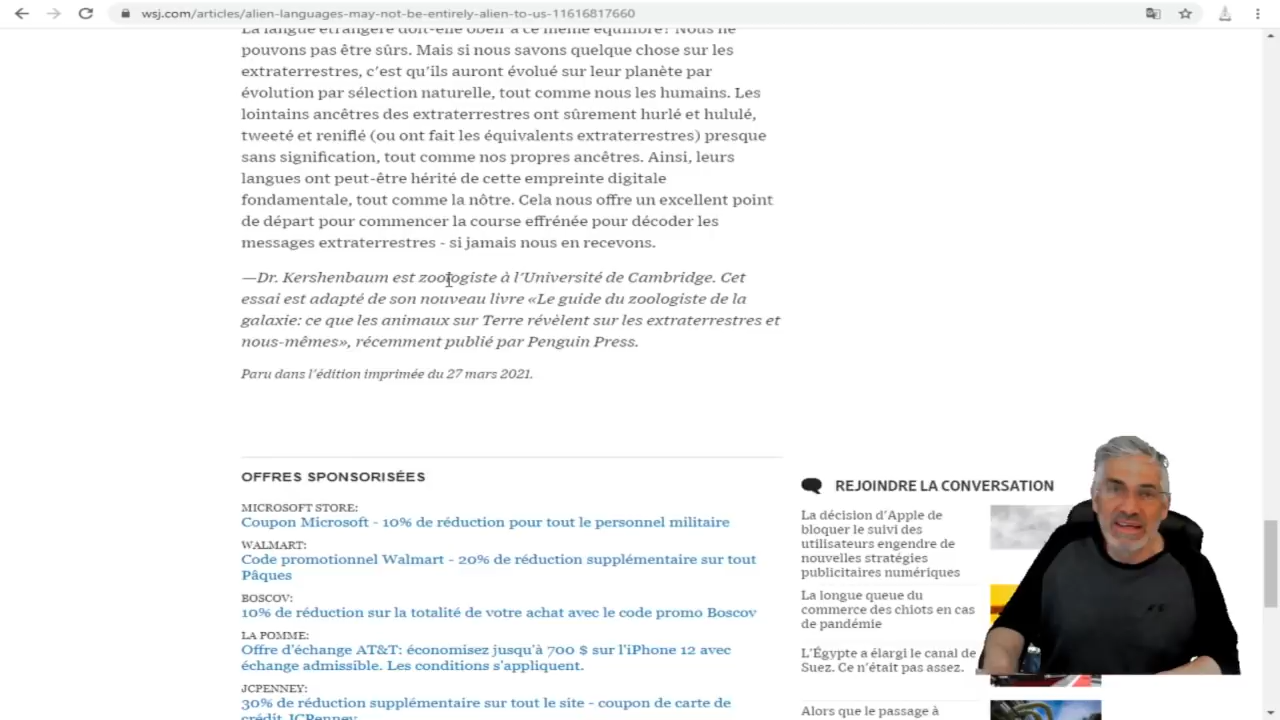 wsj.com/articles/alien-languages-may-not-be-entirely-alien-to-us-11616817660
La langue étrangère doit-elle obéir à ce même équilibre? Nous ne
pouvons pas être sûrs. Mais si nous savons quelque chose sur les
extraterrestres, c'est qu'ils auront évolué sur leur planète par
évolution par sélection naturelle, tout comme nous les humains. Les
lointains ancêtres des extraterrestres ont sûrement hurlé et hululé,
tweeté et reniflé (ou ont fait les équivalents extraterrestres) presque
sans signification, tout comme nos propres ancêtres. Ainsi, leurs
langues ont peut-être hérité de cette empreinte digitale
fondamentale, tout comme la nôtre. Cela nous offre un excellent point
de départ pour commencer la course effrénée pour décoder les
messages extraterrestres - si jamais nous en recevons.
—Dr. Kershenbaum est zoologiste à l'Université de Cambridge. Cet
essai est adapté de son nouveau livre «Le guide du zoologiste de la
galaxie: ce que les animaux sur Terre révèlent sur les extraterrestres et
nous-mêmes», récemment publié par Penguin Press.
Paru dans l'édition imprimée du 27 mars 2021.
OFFRES SPONSORISÉES
MICROSOFT STORE:
Coupon Microsoft - 10% de réduction pour tout le personnel militaire
WALMART:
Code promotionnel Walmart - 20% de réduction supplémentaire sur tout
Pâques
BOSCOV:
10% de réduction sur la totalité de votre achat avec le code promo Boscov
LA POMME:
Offre d'échange AT&T: économisez jusqu'à 700 $ sur l'iPhone 12 avec
échange admissible. Les conditions s'appliquent.
JCPENNEY:
30% de réduction supplémentaire sur tout le site - coupon de carte de
crédit JCPenney
REJOINDRE LA CONVERSATION
La décision d'Apple de
bloquer le suivi des
utilisateurs engendre de
nouvelles stratégies
publicitaires numériques
La longue queue du
commerce des chiots en cas
de pandémie
L'Égypte a élargi le canal de
Suez. Ce n'était pas assez.
Alors que le passage à